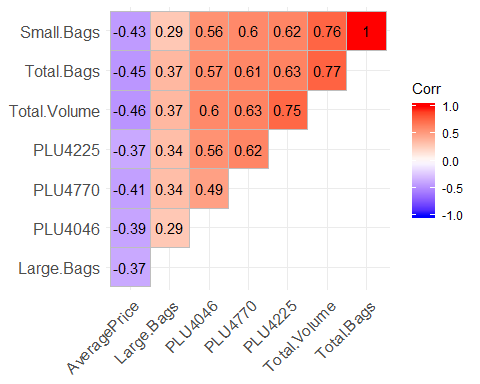 Small.Bags -0.43 0.29 0.56 0.6 0.62 0.76 1
Total.Bags -0.45 0.37 0.57 0.61 0.63 0.77
Total.Volume -0.46 0.37 0.6 0.63 0.75
PLU4225 -0.37 0.34 0.56 0.62
PLU4770 -0.41 0.34 0.49
PLU4046 -0.39 0.29
Large.Bags -0.37
AveragePrice Large.Bags PLU4046 PLU4770 PLU4225 Total.Volume Total.Bags
Corr
1.0
0.5
0.0
-0.5
-1.0